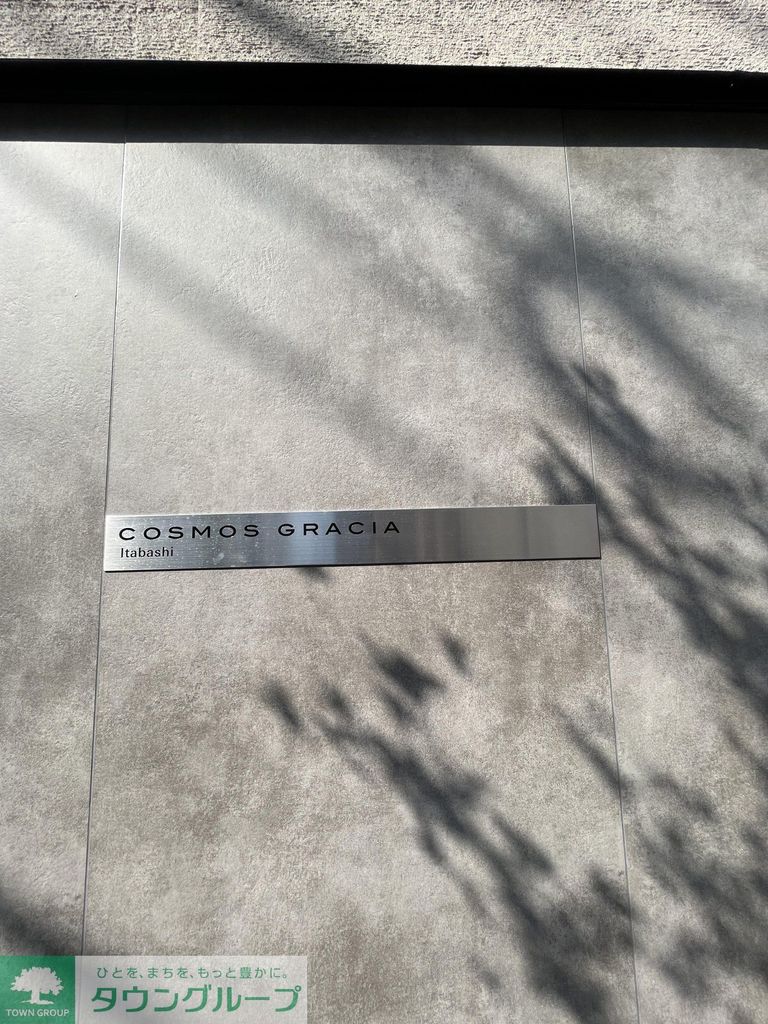 COSMOS GRACIA
Itabashi
ひとを、まちを、もっと豊かに。
タウングループ
TOWN GROUP